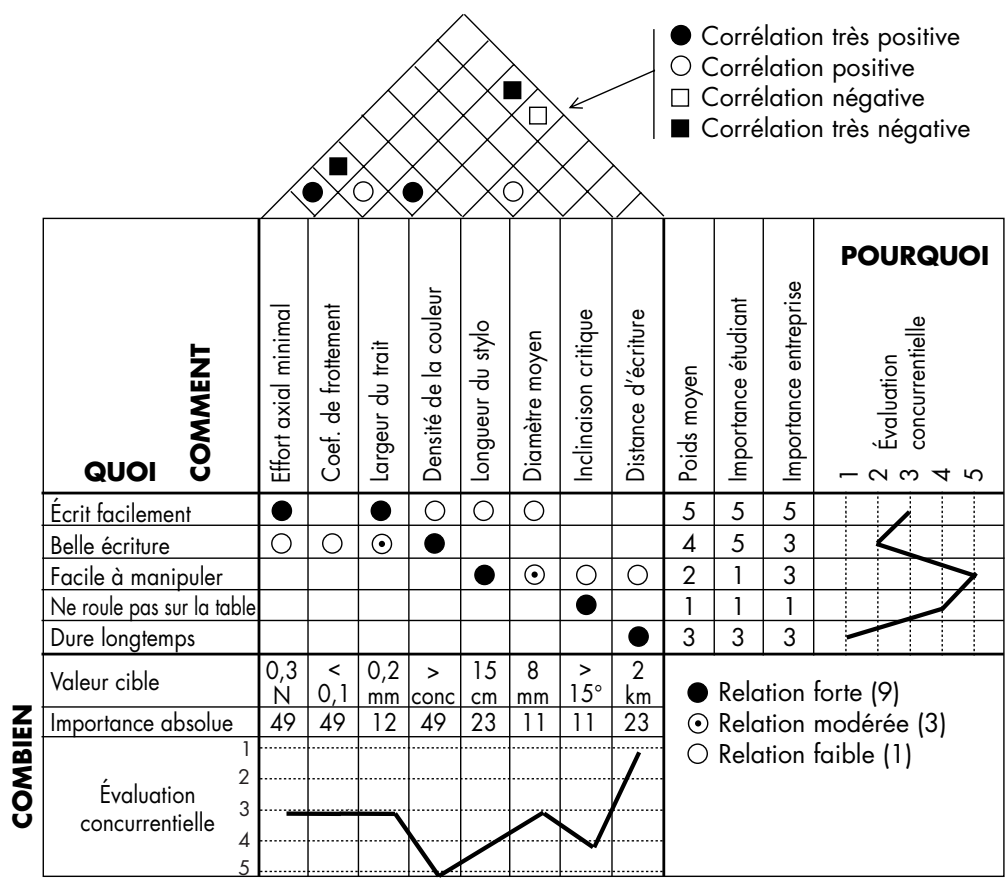 Corrélation très positive
Corrélation positive
Corrélation négative
Corrélation très négative
QUOI
COMMENT
Effort axial minimal
Coef. de frottement
Largeur du trait
Densité de la couleur
Longueur du stylo
Diamètre moyen
Inclinaison critique
Distance d'écriture
Poids moyen
Importance étudiant
Importance entreprise
POURQUOI
Évaluation
concurrentielle
1 2 3 4 5
Écrit facilement 5 5 5
Belle écriture 4 5 3
Facile à manipuler 2 1 3
Ne roule pas sur la table 1 1 1
Dure longtemps 3 3 3
COMBIEN
Valeur cible 0,3 N < 0,1 0,2 mm > conc 15 cm 8 mm > 15° 2 km
Importance absolue 49 49 12 49 23 11 11 23
Évaluation
concurrentielle
1
2
3
4
5
Relation forte (9)
Relation modérée (3)
Relation faible (1)